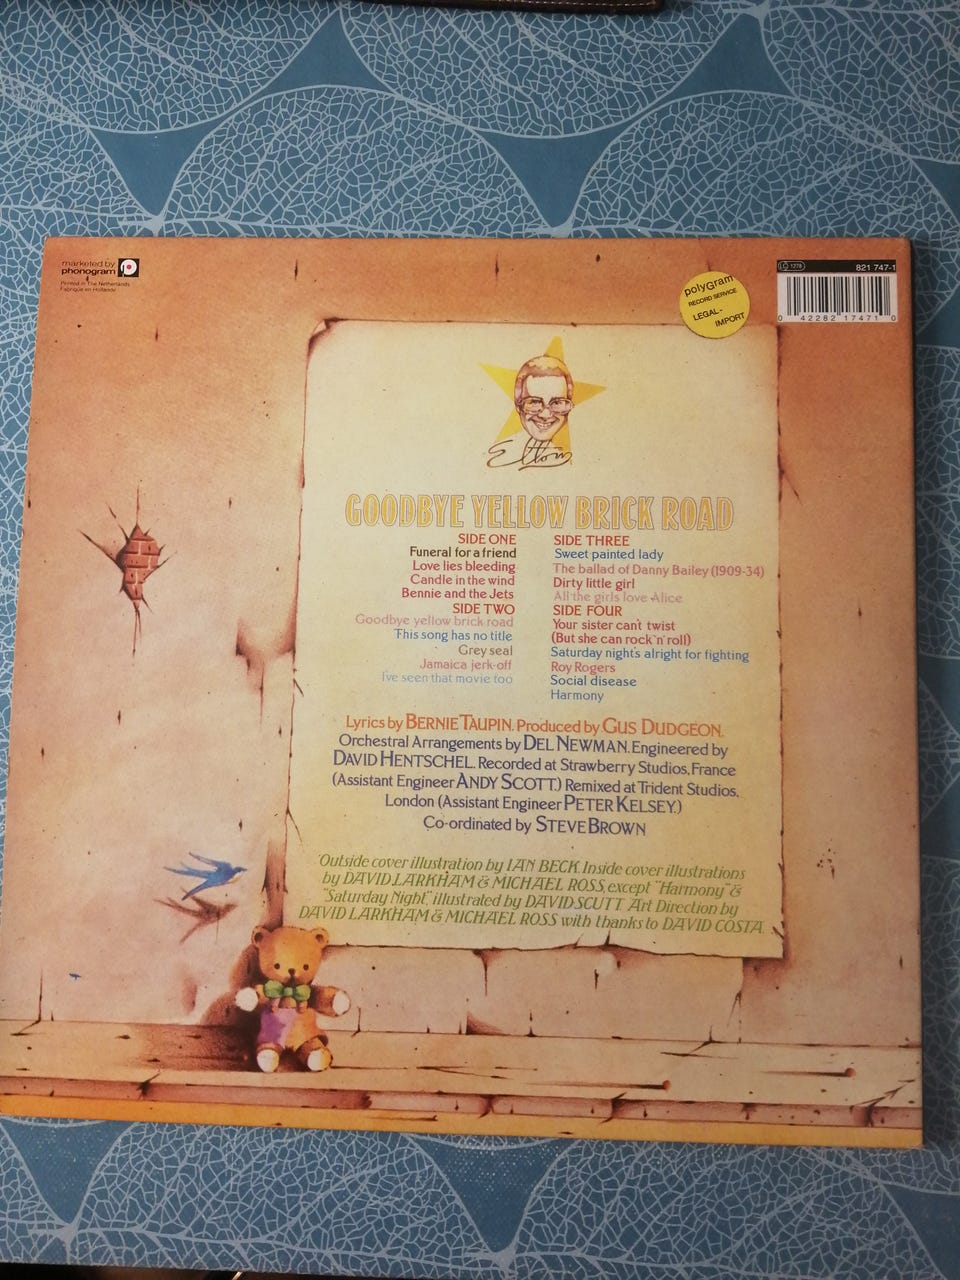 marketed by
phonogram
Printed in The Netherlands
Fabriqué en Hollande
polyGram
RECORD SERVICE
LEGAL-
IMPORT
LC 1278
821 747-1
0 42282 17471 0
Elton
GOODBYE YELLOW BRICK ROAD
SIDE ONE
Funeral for a friend
Love lies bleeding
Candle in the wind
Bennie and the Jets
SIDE TWO
Goodbye yellow brick road
This song has no title
Grey seal
Jamaica jerk-off
I've seen that movie too
SIDE THREE
Sweet painted lady
The ballad of Danny Bailey (1909-34)
Dirty little girl
All the girls love Alice
SIDE FOUR
Your sister can't twist
(But she can rock 'n' roll)
Saturday night's alright for fighting
Roy Rogers
Social disease
Harmony
Lyrics by BERNIE TAUPIN. Produced by GUS DUDGEON.
Orchestral Arrangements by DEL NEWMAN. Engineered by
DAVID HENTSCHEL. Recorded at Strawberry Studios, France
(Assistant Engineer ANDY SCOTT.) Remixed at Trident Studios,
London (Assistant Engineer PETER KELSEY.)
Co-ordinated by STEVE BROWN
Outside cover illustration by IAN BECK. Inside cover illustrations
by DAVID LARKHAM & MICHAEL ROSS, except "Harmony" &
"Saturday Night", illustrated by DAVID SCUTT. Art Direction by
DAVID LARKHAM & MICHAEL ROSS with thanks to DAVID COSTA.